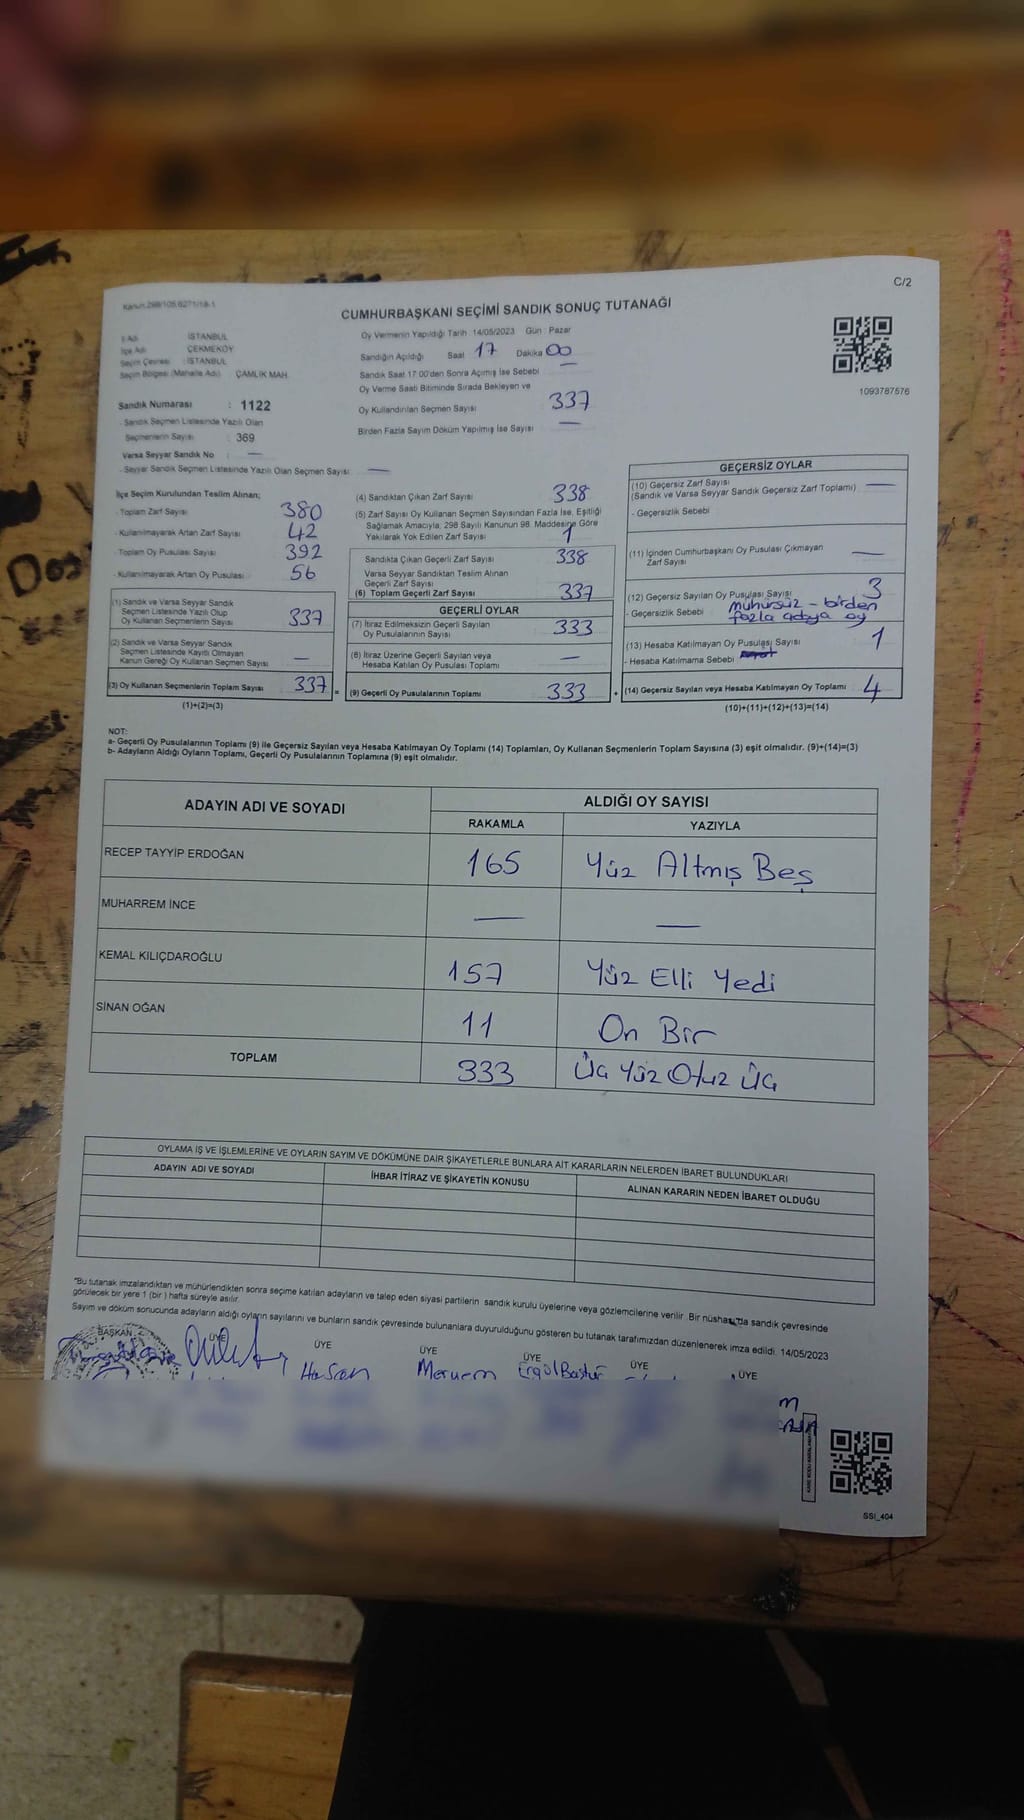 C/2
Kanun 298/105,6271/18-1
CUMHURBAŞKANI SEÇİMİ SANDIK SONUÇ TUTANAĞI
İl Adı : İSTANBUL
İlçe Adı : ÇEKMEKÖY
Seçim Çevresi : İSTANBUL
Seçim Bölgesi (Mahalle Adı) : ÇAMLIK MAH.
Sandık Numarası : 1122
- Sandık Seçmen Listesinde Yazılı Olan
Seçmenlerin Sayısı : 369
Varsa Seyyar Sandık No : —
- Seyyar Sandık Seçmen Listesinde Yazılı Olan Seçmen Sayısı : —
Oy Vermenin Yapıldığı Tarih 14/05/2023 Gün : Pazar
Sandığın Açıldığı Saat 17 Dakika 00
Sandık Saat 17:00'den Sonra Açılmış İse Sebebi —
Oy Verme Saati Bitiminde Sırada Bekleyen ve
Oy Kullandırılan Seçmen Sayısı 337
Birden Fazla Sayım Döküm Yapılmış İse Sayısı —
1093787576
İlçe Seçim Kurulundan Teslim Alınan;
- Toplam Zarf Sayısı 380
- Kullanılmayarak Artan Zarf Sayısı 42
- Toplam Oy Pusulası Sayısı 392
- Kullanılmayarak Artan Oy Pusulası 56
(1) Sandık ve Varsa Seyyar Sandık
Seçmen Listesinde Yazılı Olup
Oy Kullanan Seçmenlerin Sayısı 337
(2) Sandık ve Varsa Seyyar Sandık
Seçmen Listesinde Kayıtlı Olmayan
Kanun Gereği Oy Kullanan Seçmen Sayısı —
(3) Oy Kullanan Seçmenlerin Toplam Sayısı 337 =
(1)+(2)=(3)
(4) Sandıktan Çıkan Zarf Sayısı 338
(5) Zarf Sayısı Oy Kullanan Seçmen Sayısından Fazla İse, Eşitliği
Sağlamak Amacıyla, 298 Sayılı Kanunun 98. Maddesine Göre
Yakılarak Yok Edilen Zarf Sayısı 1
Sandıkta Çıkan Geçerli Zarf Sayısı 338
Varsa Seyyar Sandıktan Teslim Alınan
Geçerli Zarf Sayısı
(6) Toplam Geçerli Zarf Sayısı 337
GEÇERLİ OYLAR
(7) İtiraz Edilmeksizin Geçerli Sayılan
Oy Pusulalarının Sayısı 333
(8) İtiraz Üzerine Geçerli Sayılan veya
Hesaba Katılan Oy Pusulası Toplamı —
(9) Geçerli Oy Pusulalarının Toplamı 333 +
GEÇERSİZ OYLAR
(10) Geçersiz Zarf Sayısı
(Sandık ve Varsa Seyyar Sandık Geçersiz Zarf Toplamı) —
- Geçersizlik Sebebi
(11) İçinden Cumhurbaşkanı Oy Pusulası Çıkmayan
Zarf Sayısı —
(12) Geçersiz Sayılan Oy Pusulası Sayısı 3
- Geçersizlik Sebebi mühürsüz - birden
fazla adaya oy
(13) Hesaba Katılmayan Oy Pusulası Sayısı 1
- Hesaba Katılmama Sebebi
(14) Geçersiz Sayılan veya Hesaba Katılmayan Oy Toplamı 4
(10)+(11)+(12)+(13)=(14)
NOT:
a- Geçerli Oy Pusulalarının Toplamı (9) ile Geçersiz Sayılan veya Hesaba Katılmayan Oy Toplamı (14) Toplamları, Oy Kullanan Seçmenlerin Toplam Sayısına (3) eşit olmalıdır. (9)+(14)=(3)
b- Adayların Aldığı Oyların Toplamı, Geçerli Oy Pusulalarının Toplamına (9) eşit olmalıdır.
ADAYIN ADI VE SOYADI ALDIĞI OY SAYISI
RAKAMLA YAZIYLA
RECEP TAYYİP ERDOĞAN 165 Yüz Altmış Beş
MUHARREM İNCE — —
KEMAL KILIÇDAROĞLU 157 Yüz Elli Yedi
SİNAN OĞAN 11 On Bir
TOPLAM 333 Üç Yüz Otuz Üç
OYLAMA İŞ VE İŞLEMLERİNE VE OYLARIN SAYIM VE DÖKÜMÜNE DAİR ŞİKAYETLERLE BUNLARA AİT KARARLARIN NELERDEN İBARET BULUNDUKLARI
ADAYIN ADI VE SOYADI İHBAR İTİRAZ VE ŞİKAYETİN KONUSU ALINAN KARARIN NEDEN İBARET OLDUĞU
*Bu tutanak imzalandıktan ve mühürlendikten sonra seçime katılan adayların ve talep eden siyasi partilerin sandık kurulu üyelerine veya gözlemcilerine verilir. Bir nüshası da sandık çevresinde
görülecek bir yere 1 (bir) hafta süreyle asılır.
Sayım ve döküm sonucunda adayların aldığı oyların sayılarını ve bunların sandık çevresinde bulunanlara duyurulduğunu gösteren bu tutanak tarafımızdan düzenlenerek imza edildi. 14/05/2023
BAŞKAN ÜYE ÜYE ÜYE ÜYE ÜYE ÜYE
Hasan Meryem Ergül Baştür
SSI_404